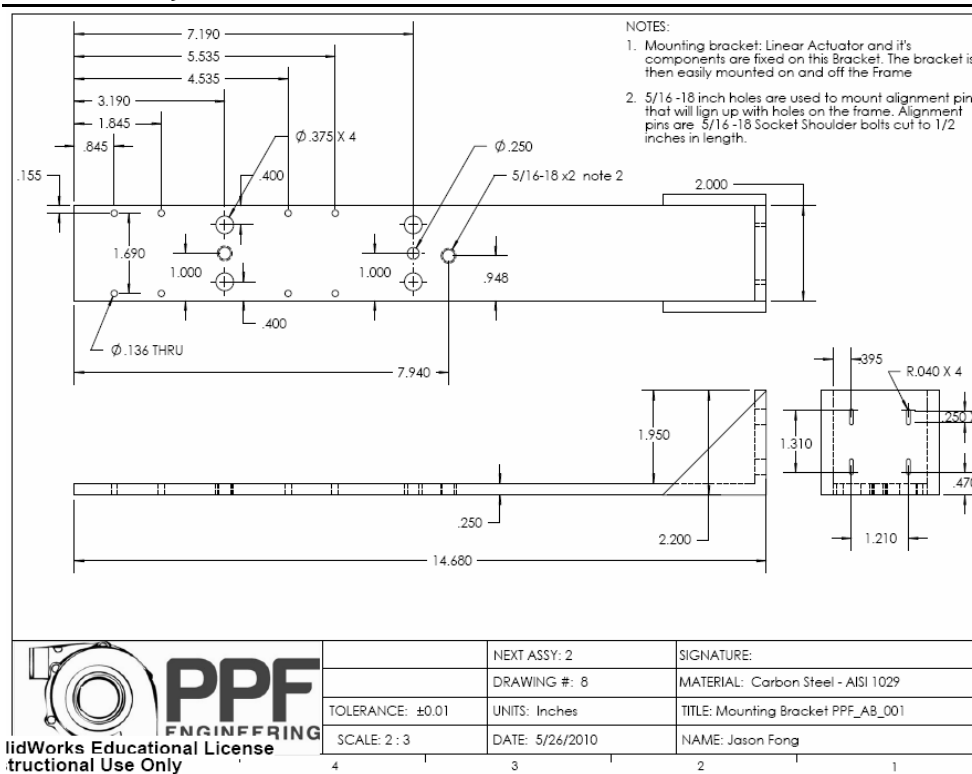 NOTES:
1. Mounting bracket: Linear Actuator and it's
components are fixed on this Bracket. The bracket is
then easily mounted on and off the Frame
2. 5/16 -18 inch holes are used to mount alignment pin
that will lign up with holes on the frame. Alignment
pins are 5/16 -18 Socket Shoulder bolts cut to 1/2
inches in length.
7.190
5.535
4.535
3.190
1.845
.845
Ø.375 X 4
Ø.250
.155
.400
5/16-18 x2 note 2
2.000
1.690
1.000
1.000
.948
.400
Ø.136 THRU
7.940
.395
R.040 X 4
.250
1.950
1.310
.470
.250
2.200
1.210
14.680
PPF
ENGINEERING
NEXT ASSY: 2
SIGNATURE:
DRAWING #: 8
MATERIAL: Carbon Steel - AISI 1029
TOLERANCE: ±0.01
UNITS: Inches
TITLE: Mounting Bracket PPF_AB_001
SCALE: 2 : 3
DATE: 5/26/2010
NAME: Jason Fong
lidWorks Educational License
tructional Use Only
4
3
2
1